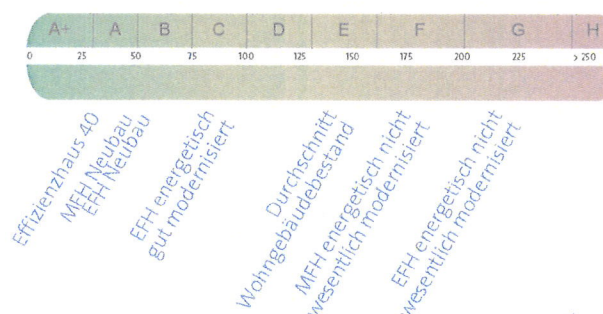 A+ A B C D E F G H
0 25 50 75 100 125 150 175 200 225 > 250
Effizienzhaus 40
MFH Neubau
EFH Neubau
EFH energetisch
gut modernisiert
Durchschnitt
Wohngebäudebestand
MFH energetisch nicht
wesentlich modernisiert
EFH energetisch nicht
wesentlich modernisiert